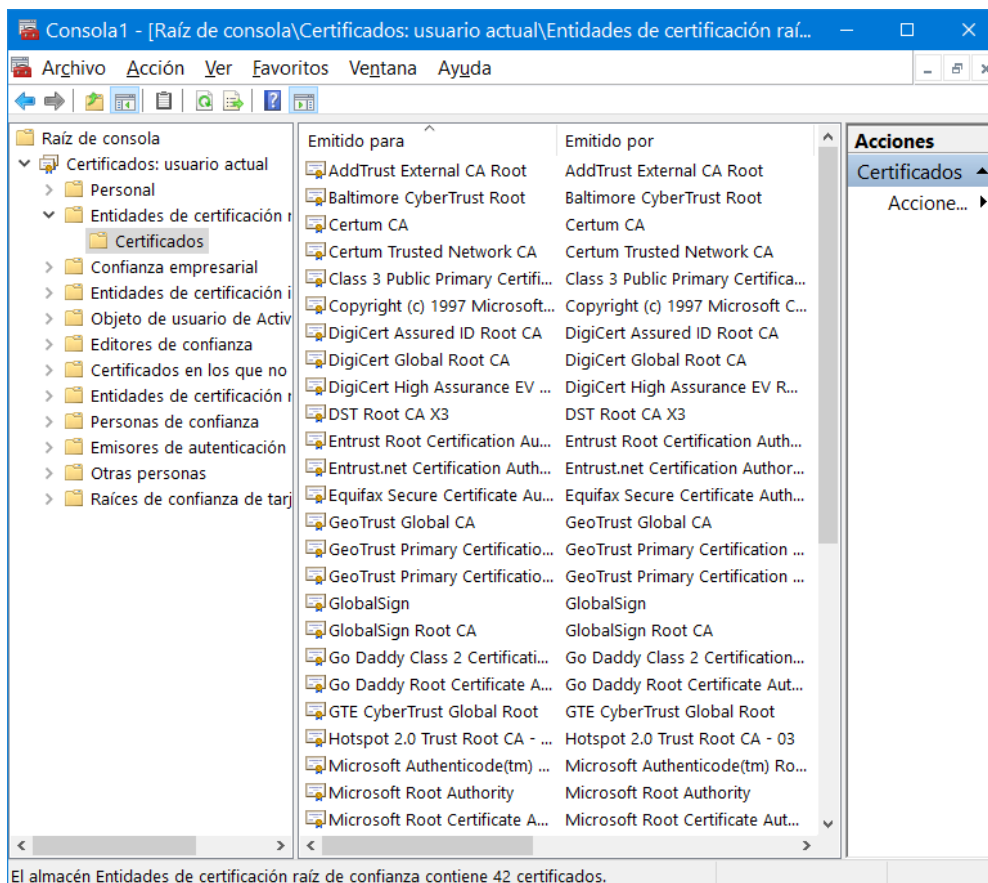 Consola1 - [Raíz de consola\Certificados: usuario actual\Entidades de certificación raí...
Archivo Acción Ver Favoritos Ventana Ayuda
Raíz de consola
Certificados: usuario actual
Personal
Entidades de certificación r
Certificados
Confianza empresarial
Entidades de certificación i
Objeto de usuario de Activ
Editores de confianza
Certificados en los que no
Entidades de certificación r
Personas de confianza
Emisores de autenticación
Otras personas
Raíces de confianza de tarj
Emitido para Emitido por
AddTrust External CA Root AddTrust External CA Root
Baltimore CyberTrust Root Baltimore CyberTrust Root
Certum CA Certum CA
Certum Trusted Network CA Certum Trusted Network CA
Class 3 Public Primary Certifi... Class 3 Public Primary Certifica...
Copyright (c) 1997 Microsoft... Copyright (c) 1997 Microsoft C...
DigiCert Assured ID Root CA DigiCert Assured ID Root CA
DigiCert Global Root CA DigiCert Global Root CA
DigiCert High Assurance EV ... DigiCert High Assurance EV R...
DST Root CA X3 DST Root CA X3
Entrust Root Certification Au... Entrust Root Certification Auth...
Entrust.net Certification Auth... Entrust.net Certification Author...
Equifax Secure Certificate Au... Equifax Secure Certificate Auth...
GeoTrust Global CA GeoTrust Global CA
GeoTrust Primary Certificatio... GeoTrust Primary Certification ...
GeoTrust Primary Certificatio... GeoTrust Primary Certification ...
GlobalSign GlobalSign
GlobalSign Root CA GlobalSign Root CA
Go Daddy Class 2 Certificati... Go Daddy Class 2 Certification...
Go Daddy Root Certificate A... Go Daddy Root Certificate Aut...
GTE CyberTrust Global Root GTE CyberTrust Global Root
Hotspot 2.0 Trust Root CA - ... Hotspot 2.0 Trust Root CA - 03
Microsoft Authenticode(tm) ... Microsoft Authenticode(tm) Ro...
Microsoft Root Authority Microsoft Root Authority
Microsoft Root Certificate A... Microsoft Root Certificate Aut...
Acciones
Certificados
Accione...
El almacén Entidades de certificación raíz de confianza contiene 42 certificados.